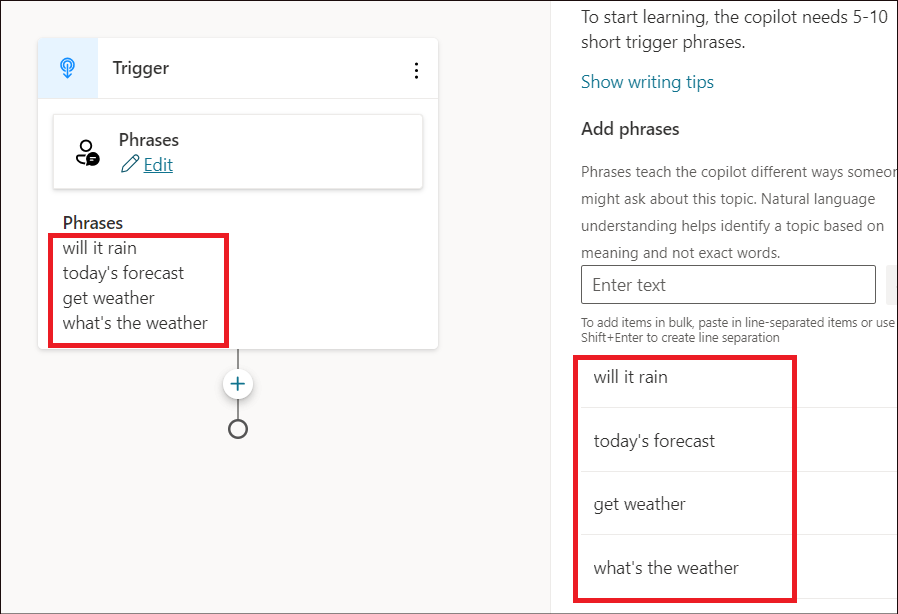 Trigger
Phrases
Edit
Phrases
will it rain
today's forecast
get weather
what's the weather
To start learning, the copilot needs 5-10
short trigger phrases.
Show writing tips
Add phrases
Phrases teach the copilot different ways someon
might ask about this topic. Natural language
understanding helps identify a topic based on
meaning and not exact words.
Enter text
To add items in bulk, paste in line-separated items or use
Shift+Enter to create line separation
will it rain
today's forecast
get weather
what's the weather